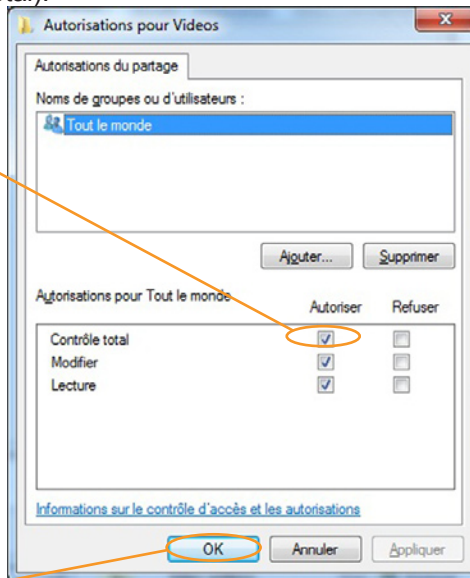 tal).
Autorisations pour Videos
Autorisations du partage
Noms de groupes ou d'utilisateurs :
Tout le monde
Ajouter... Supprimer
Autorisations pour Tout le monde Autoriser Refuser
Contrôle total
Modifier
Lecture
Informations sur le contrôle d'accès et les autorisations
OK Annuler Appliquer